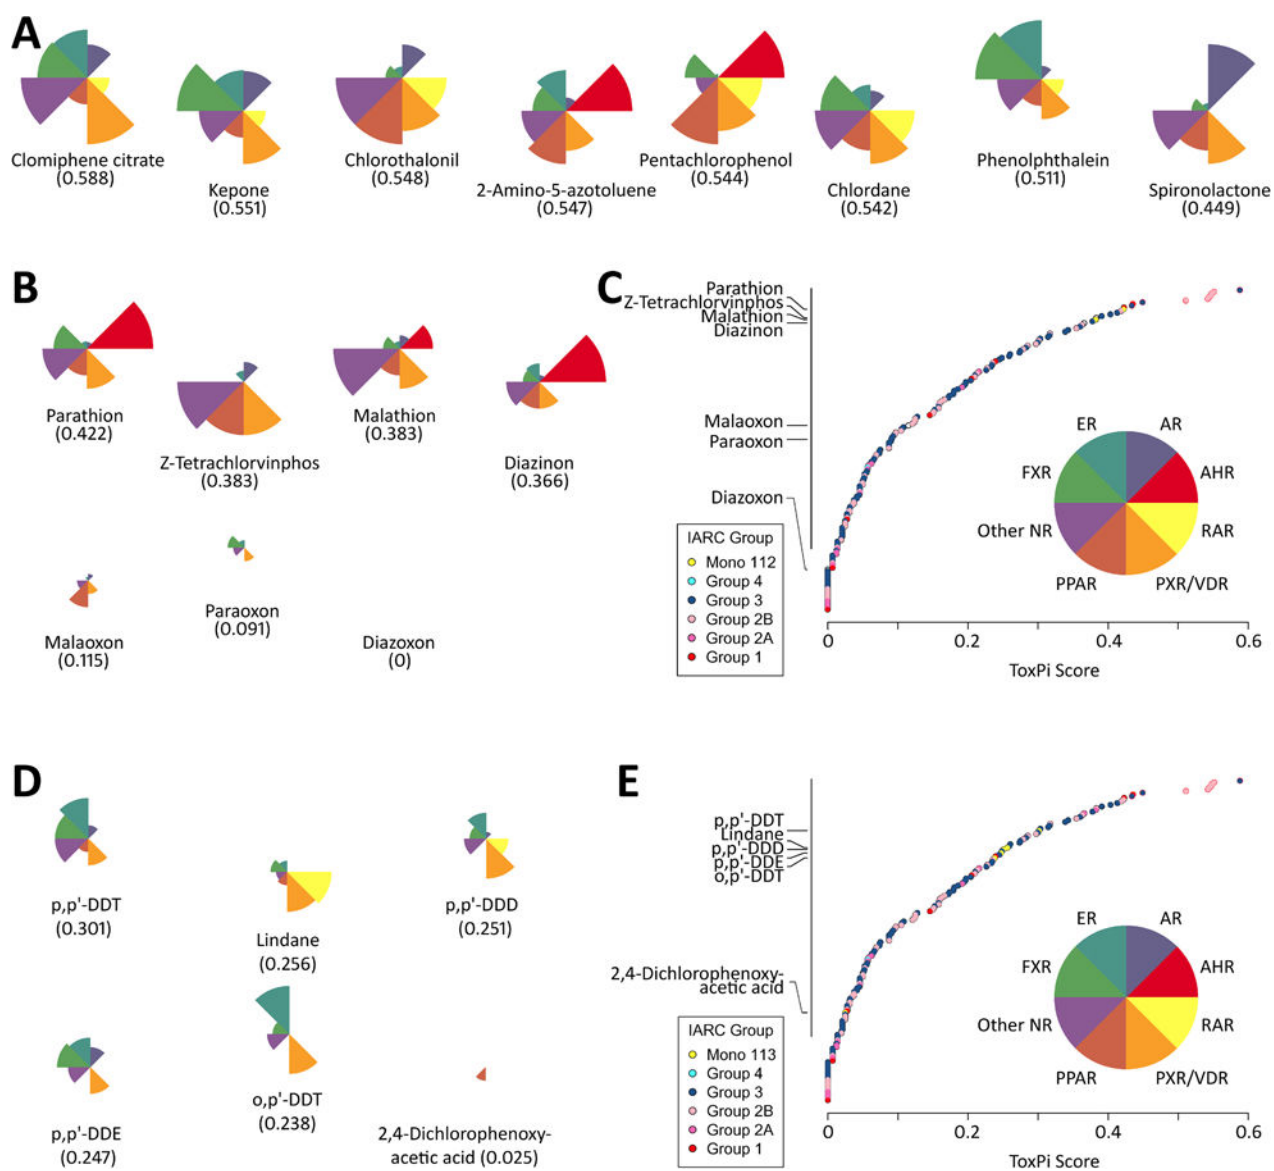 A
Clomiphene citrate
(0.588)
Kepone
(0.551)
Chlorothalonil
(0.548)
2-Amino-5-azotoluene
(0.547)
Pentachlorophenol
(0.544)
Chlordane
(0.542)
Phenolphthalein
(0.511)
Spironolactone
(0.449)
B
Parathion
(0.422)
Z-Tetrachlorvinphos
(0.383)
Malathion
(0.383)
Diazinon
(0.366)
Malaoxon
(0.115)
Paraoxon
(0.091)
Diazoxon
(0)
C
Parathion
Z-Tetrachlorvinphos
Malathion
Diazinon
Malaoxon
Paraoxon
Diazoxon
IARC Group
Mono 112
Group 4
Group 3
Group 2B
Group 2A
Group 1
ER
AR
FXR
AHR
Other NR
RAR
PPAR
PXR/VDR
0
0.2
0.4
0.6
ToxPi Score
D
p,p'-DDT
(0.301)
Lindane
(0.256)
p,p'-DDD
(0.251)
p,p'-DDE
(0.247)
o,p'-DDT
(0.238)
2,4-Dichlorophenoxy-
acetic acid (0.025)
E
p,p'-DDT
Lindane
p,p'-DDD
p,p'-DDE
o,p'-DDT
2,4-Dichlorophenoxy-
acetic acid
IARC Group
Mono 113
Group 4
Group 3
Group 2B
Group 2A
Group 1
ER
AR
FXR
AHR
Other NR
RAR
PPAR
PXR/VDR
0
0.2
0.4
0.6
ToxPi Score